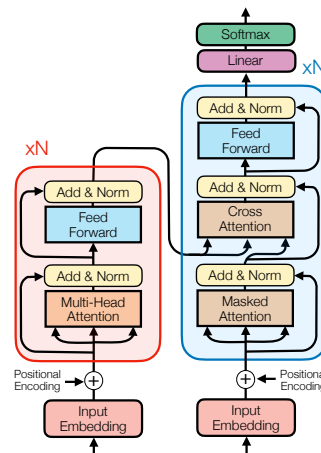 Softmax
Linear
xN
Add & Norm
Feed
Forward
Add & Norm
Cross
Attention
Add & Norm
Masked
Attention
Positional
Encoding
Input
Embedding
xN
Add & Norm
Feed
Forward
Add & Norm
Multi-Head
Attention
Positional
Encoding
Input
Embedding